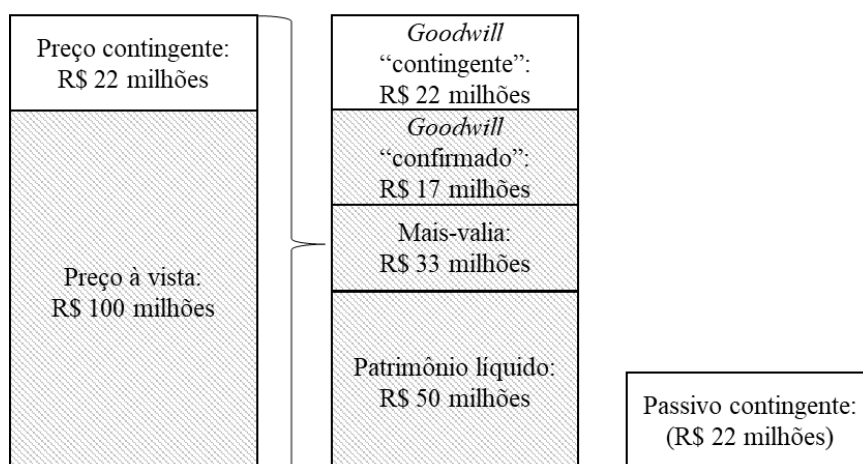 Preço contingente:
R$ 22 milhões
Preço à vista:
R$ 100 milhões
Goodwill
“contingente”:
R$ 22 milhões
Goodwill
“confirmado”:
R$ 17 milhões
Mais-valia:
R$ 33 milhões
Patrimônio líquido:
R$ 50 milhões
Passivo contingente:
(R$ 22 milhões)